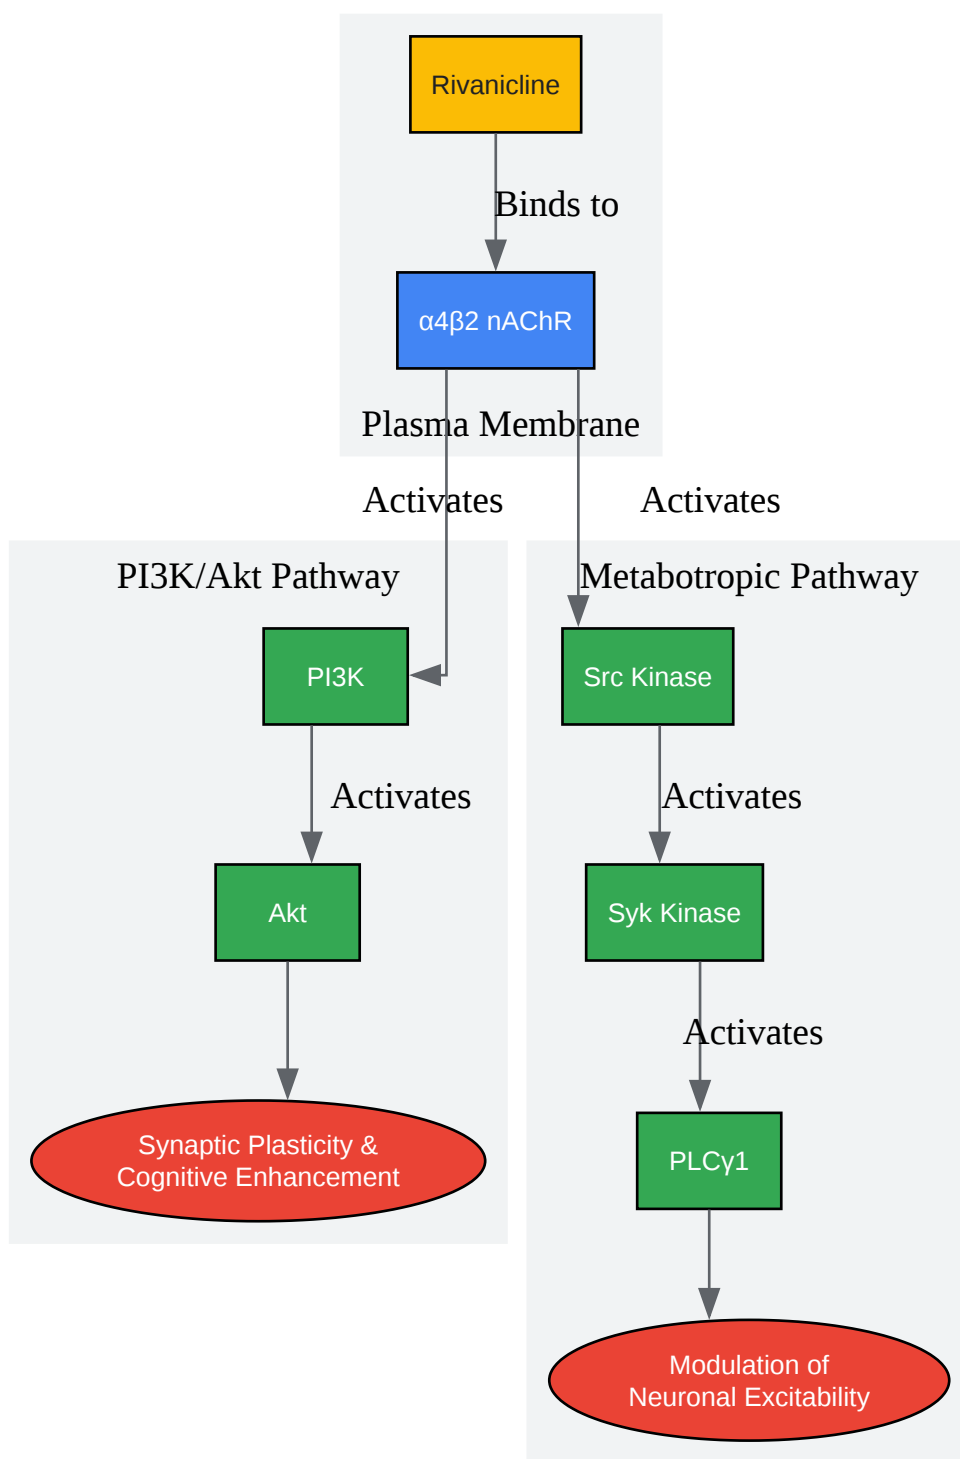 Rivanicline
Binds to
α4β2 nAChR
Plasma Membrane
Activates
Activates
PI3K/Akt Pathway
Metabotropic Pathway
PI3K
Src Kinase
Activates
Activates
Akt
Syk Kinase
Activates
Synaptic Plasticity &
Cognitive Enhancement
PLCγ1
Modulation of
Neuronal Excitability